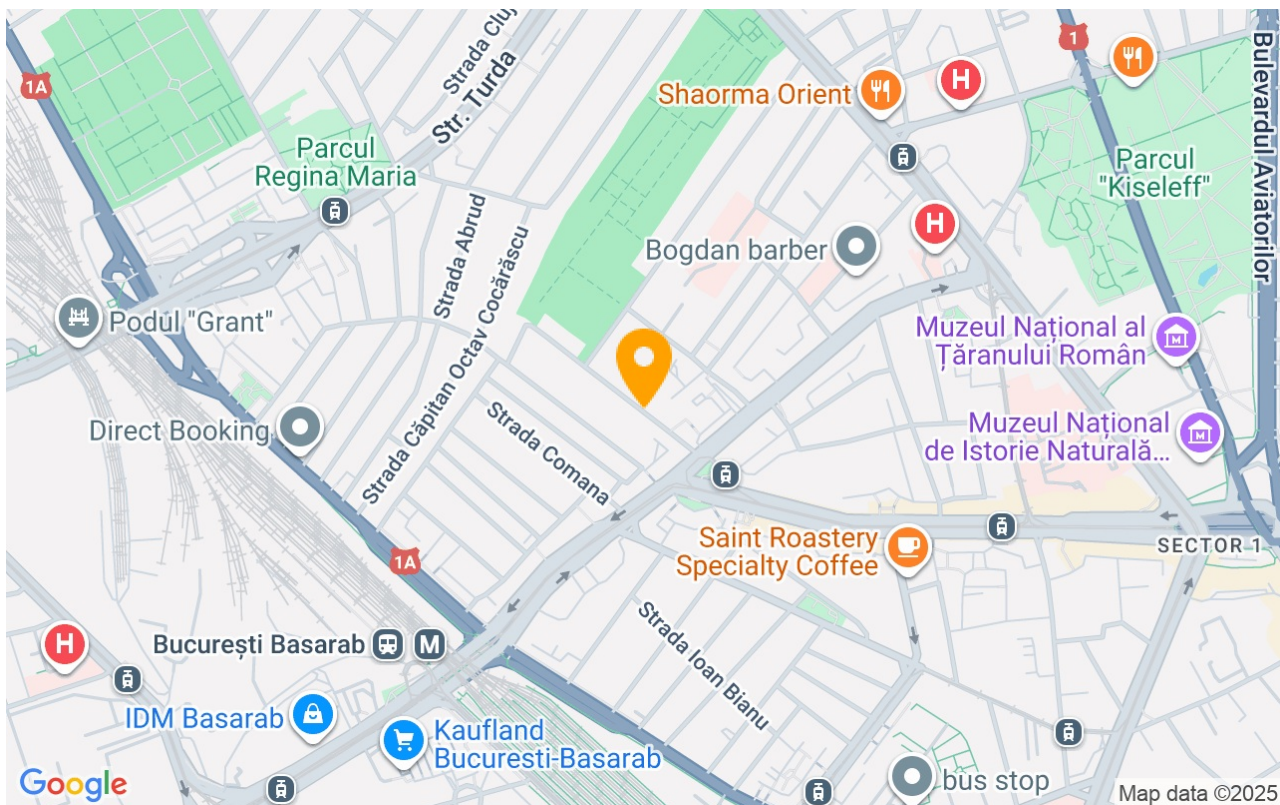 Strada Cluj
Str. Turda
1A
1
Bulevardul Aviatorilor
Shaorma Orient
H
Parcul
Regina Maria
Parcul
"Kiseleff"
Strada Abrud
Strada Căpitan Octav Cocărăscu
H
Bogdan barber
Podul "Grant"
Muzeul Național al
Țăranului Român
Direct Booking
Strada Comana
Muzeul Național
de Istorie Naturală...
Saint Roastery
Specialty Coffee
SECTOR 1
1A
Strada Ioan Bianu
H
București Basarab
M
IDM Basarab
Kaufland
Bucuresti-Basarab
bus stop
Google
Map data ©2025